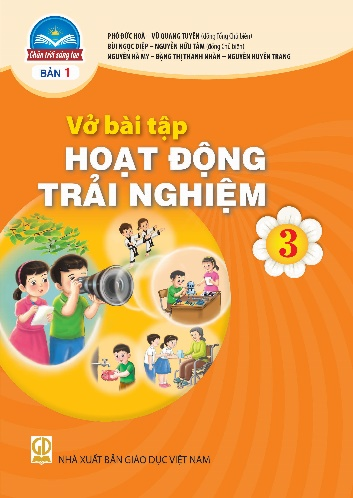 PHÓ ĐỨC HOÀ – VŨ QUANG TUYÊN (đồng Tổng Chủ biên)
BÙI NGỌC DIỆP – NGUYỄN HỮU TÂM (đồng Chủ biên)
NGUYỄN HÀ MY – ĐẶNG THỊ THANH NHÀN – NGUYỄN HUYỀN TRANG
Chân trời sáng tạo
BẢN 1
Vở bài tập
HOẠT ĐỘNG
TRẢI NGHIỆM
3
NHÀ XUẤT BẢN GIÁO DỤC VIỆT NAM